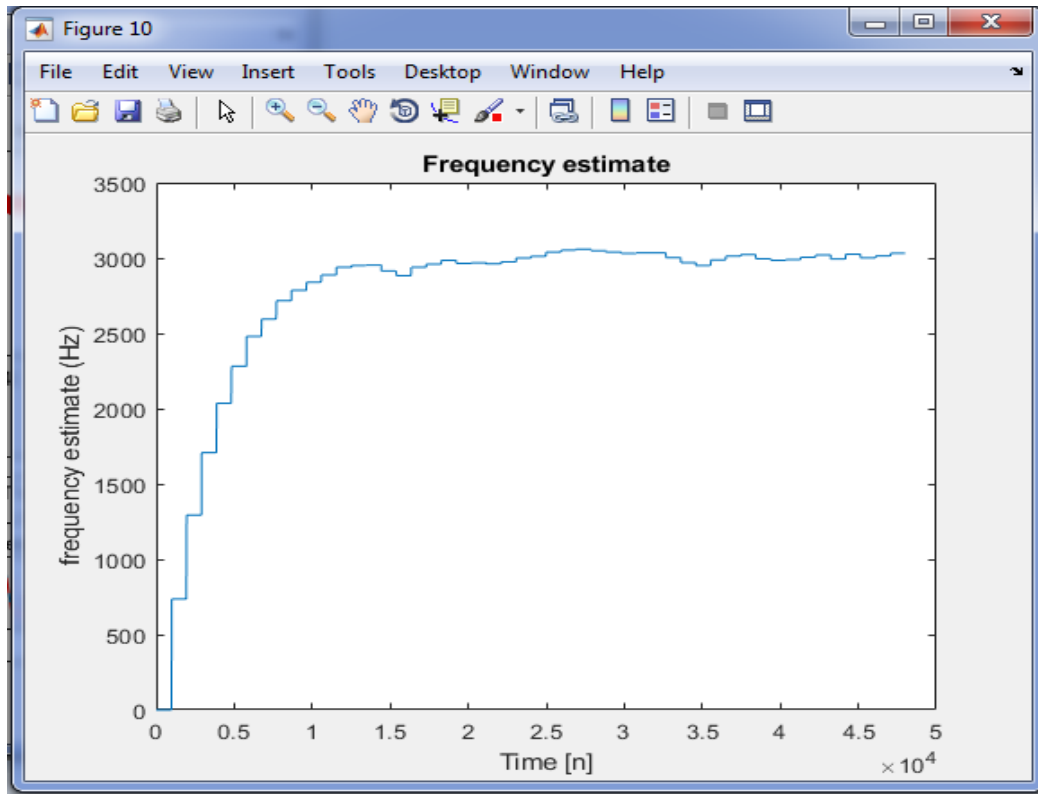 Figure 10
File Edit View Insert Tools Desktop Window Help
Frequency estimate
3500
3000
2500
2000
1500
1000
500
0
frequency estimate (Hz)
0 0.5 1 1.5 2 2.5 3 3.5 4 4.5 5
Time [n]
×10⁴